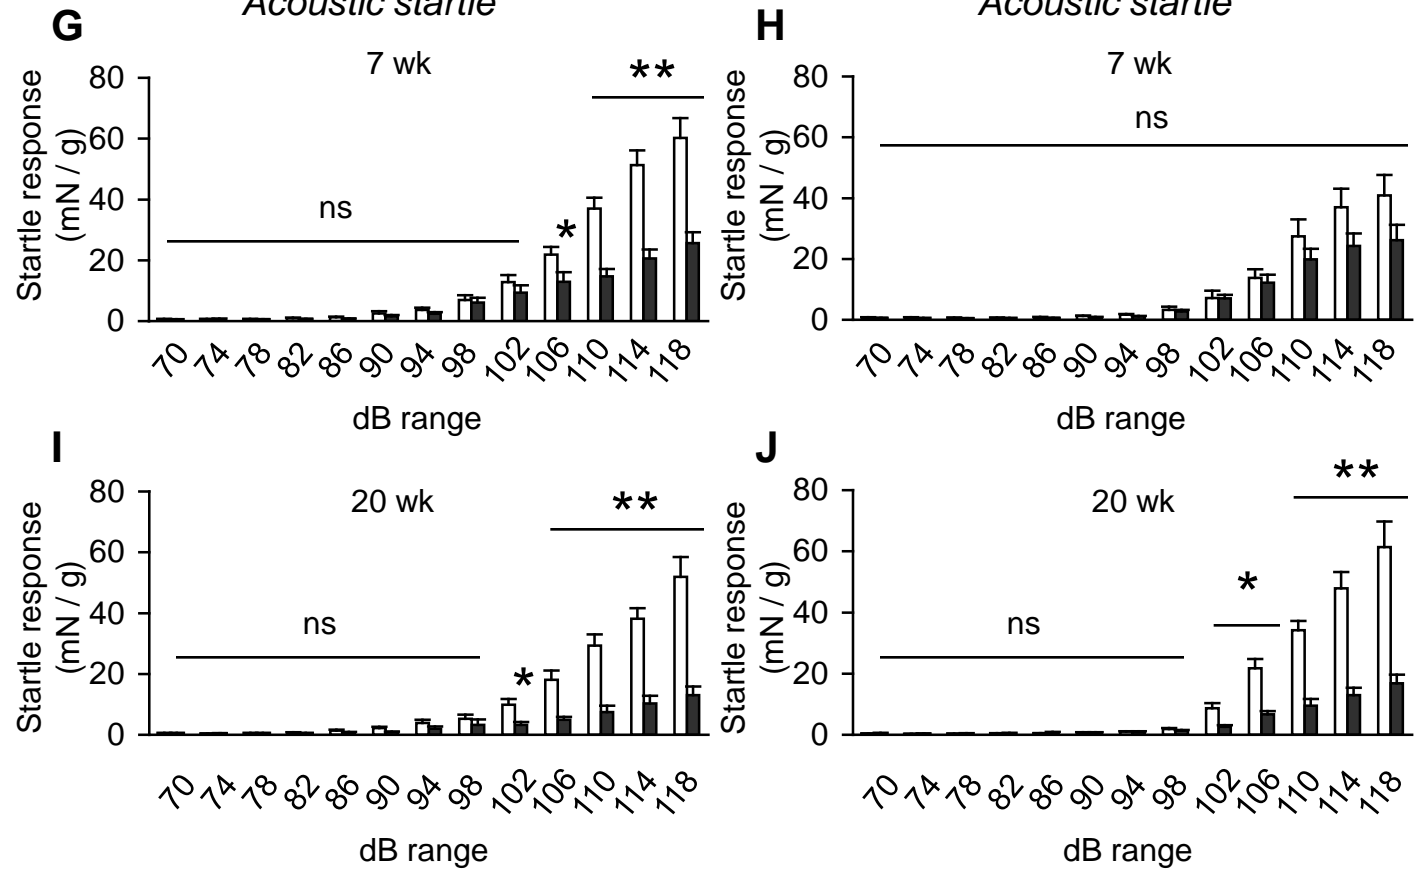 Acoustic startle
Acoustic startle
G
7 wk
**
80
60
40
20
0
Startle response
(mN / g)
ns
*
70 74 78 82 86 90 94 98 102 106 110 114 118
dB range
H
7 wk
80
60
40
20
0
Startle response
(mN / g)
ns
70 74 78 82 86 90 94 98 102 106 110 114 118
dB range
I
20 wk
**
80
60
40
20
0
Startle response
(mN / g)
ns
*
70 74 78 82 86 90 94 98 102 106 110 114 118
dB range
J
20 wk
**
80
60
40
20
0
Startle response
(mN / g)
ns
*
70 74 78 82 86 90 94 98 102 106 110 114 118
dB range